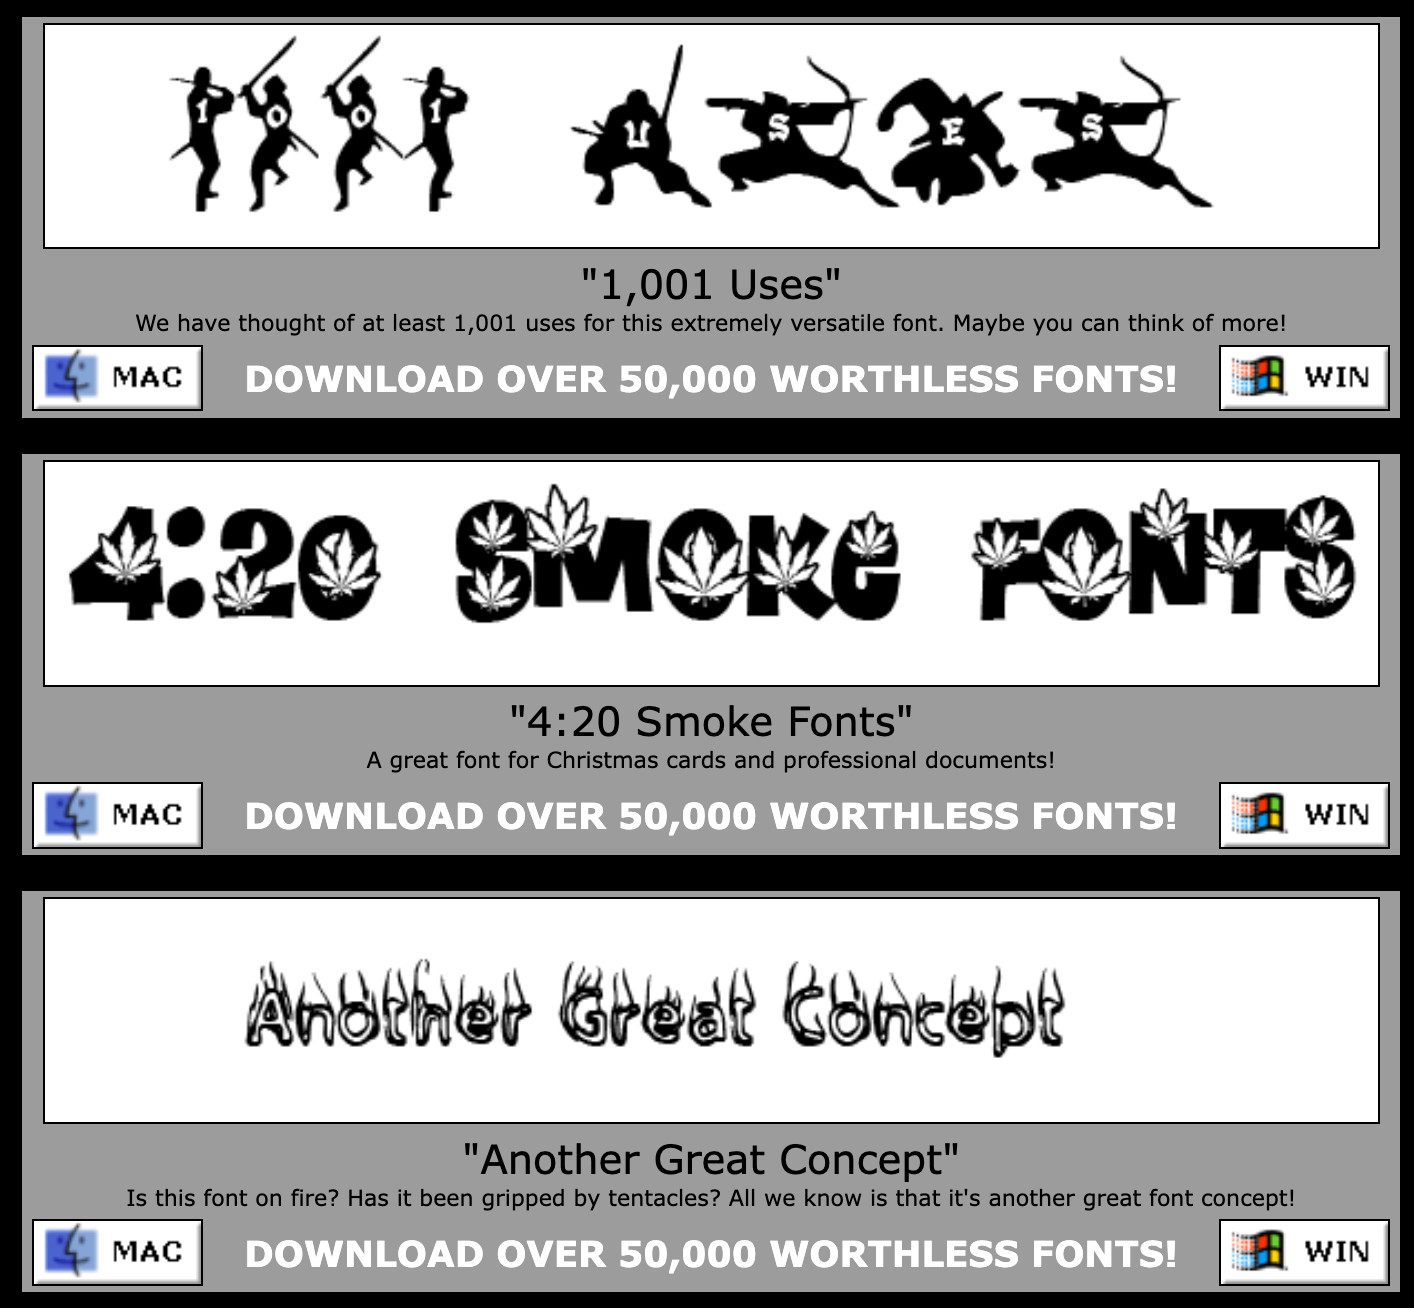 1001 USES
"1,001 Uses"
We have thought of at least 1,001 uses for this extremely versatile font. Maybe you can think of more!
MAC DOWNLOAD OVER 50,000 WORTHLESS FONTS! WIN
4:20 SMOKe FONTS
"4:20 Smoke Fonts"
A great font for Christmas cards and professional documents!
MAC DOWNLOAD OVER 50,000 WORTHLESS FONTS! WIN
Another Great Concept
"Another Great Concept"
Is this font on fire? Has it been gripped by tentacles? All we know is that it's another great font concept!
MAC DOWNLOAD OVER 50,000 WORTHLESS FONTS! WIN